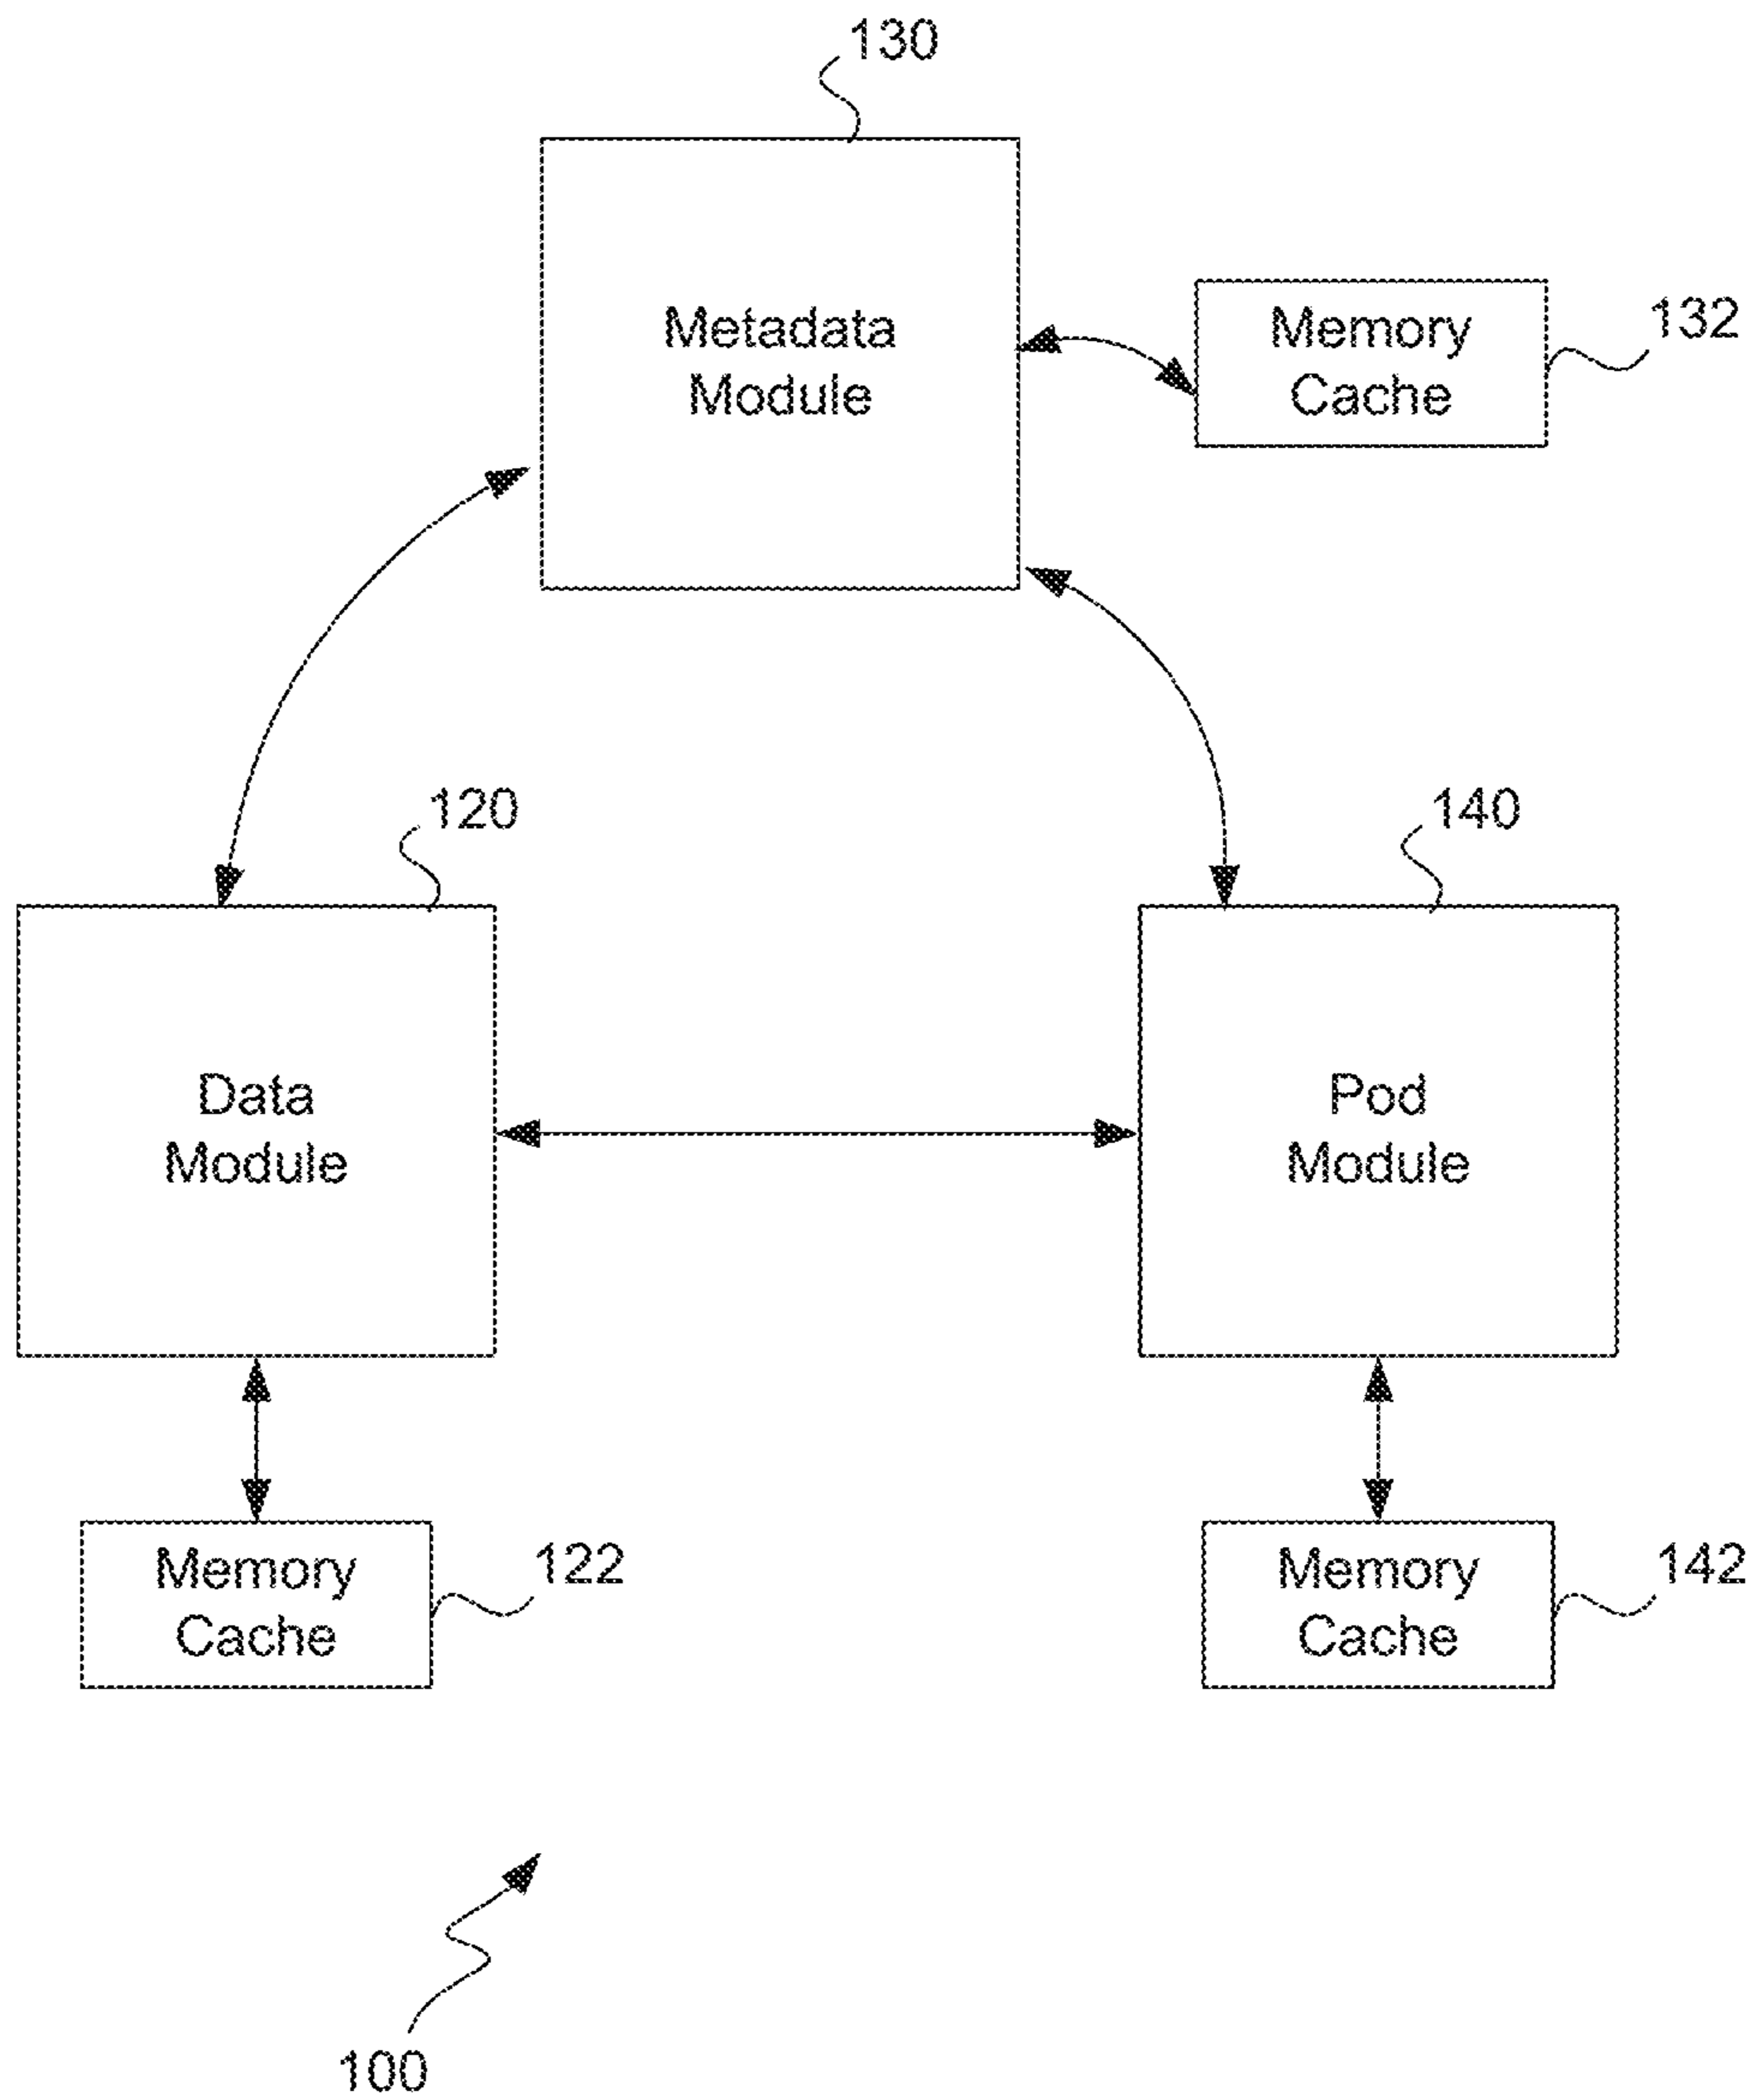 130
Metadata
Module
Memory
Cache
132
120
140
Data
Module
Pod
Module
Memory
Cache
122
Memory
Cache
142
100